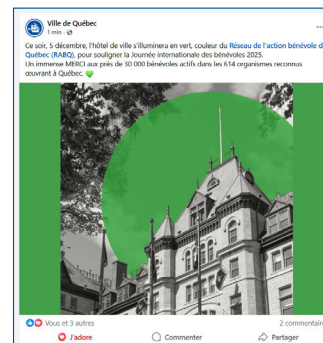 Ville de Québec
1 min
Ce soir, 5 décembre, l'hôtel de ville s'illuminera en vert, couleur du Réseau de l'action bénévole d
Québec (RABQ), pour souligner la Journée internationale des bénévoles 2025.
Un immense MERCI aux près de 30 000 bénévoles actifs dans les 614 organismes reconnus
œuvrant à Québec.
Vous et 3 autres
2 commentaire
J'adore
Commenter
Partager